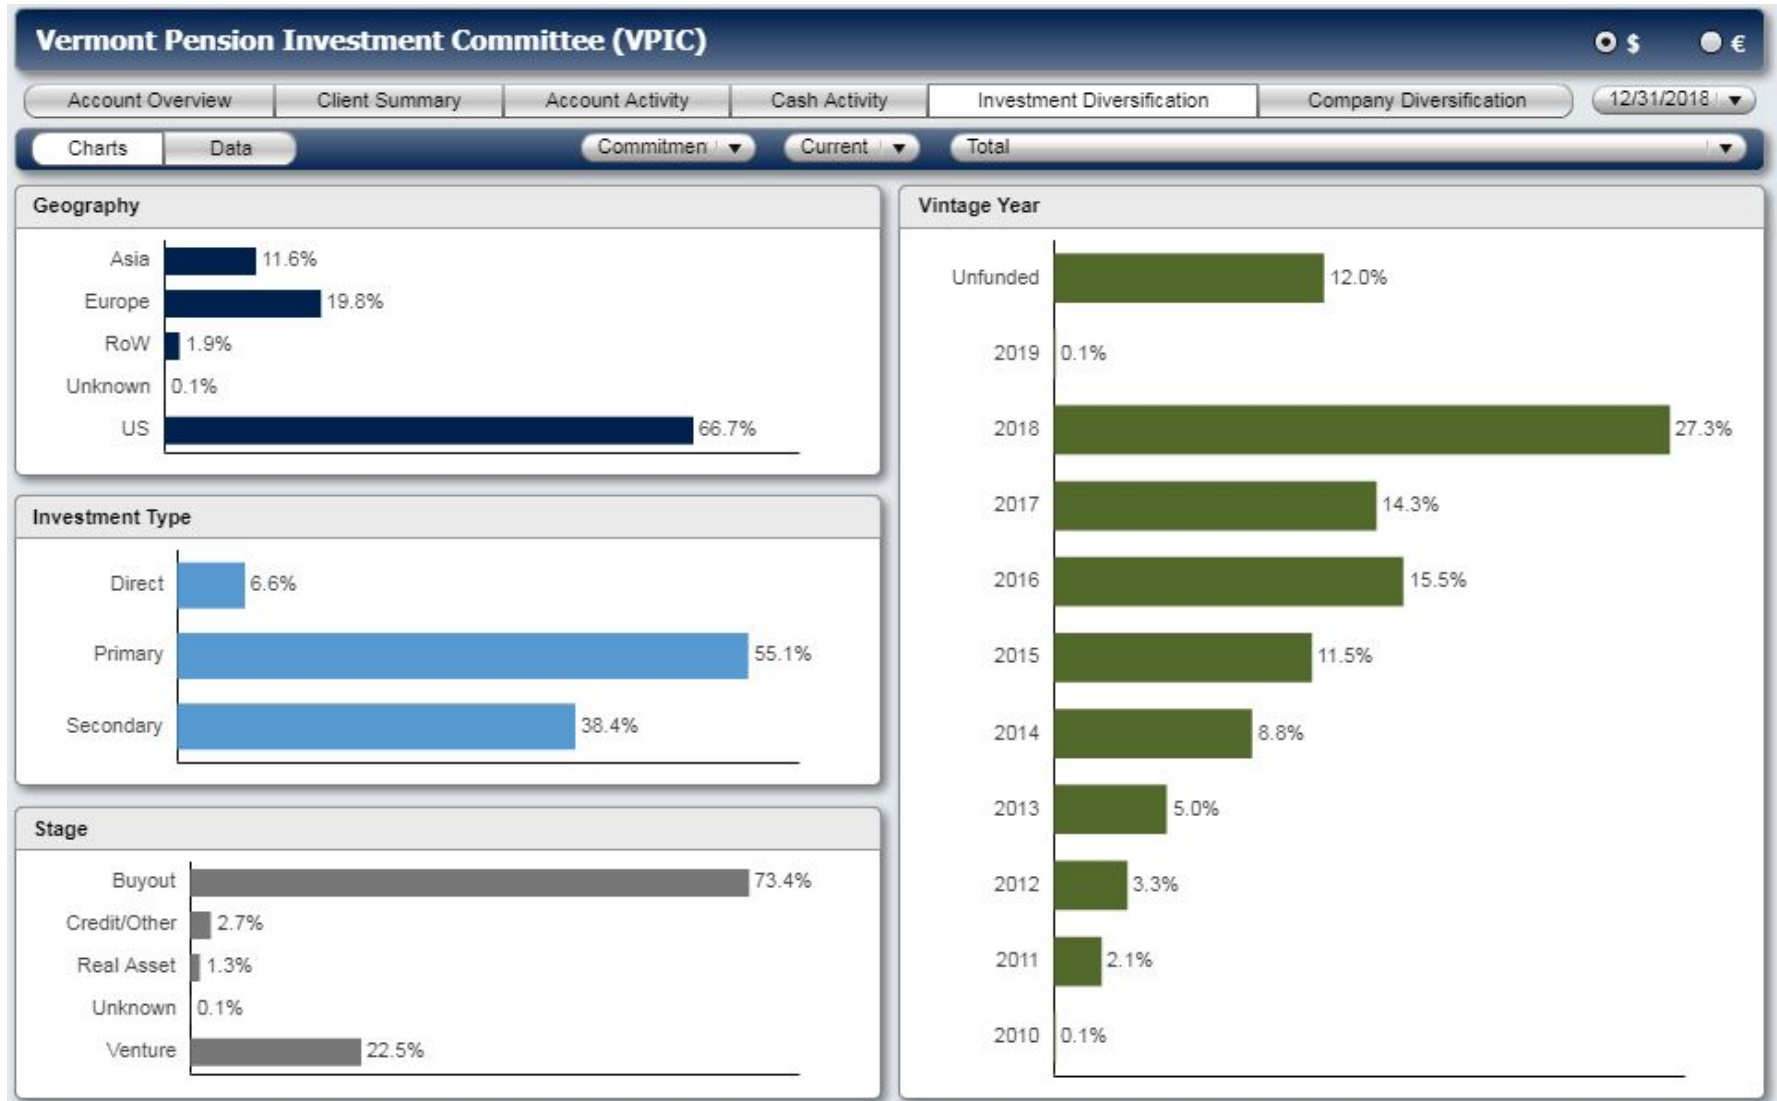 Vermont Pension Investment Committee (VPIC)
$ €
Account Overview Client Summary Account Activity Cash Activity Investment Diversification Company Diversification 12/31/2018
Charts Data Commitmen Current Total
Geography
Asia 11.6%
Europe 19.8%
RoW 1.9%
Unknown 0.1%
US 66.7%
Investment Type
Direct 6.6%
Primary 55.1%
Secondary 38.4%
Stage
Buyout 73.4%
Credit/Other 2.7%
Real Asset 1.3%
Unknown 0.1%
Venture 22.5%
Vintage Year
Unfunded 12.0%
2019 0.1%
2018 27.3%
2017 14.3%
2016 15.5%
2015 11.5%
2014 8.8%
2013 5.0%
2012 3.3%
2011 2.1%
2010 0.1%